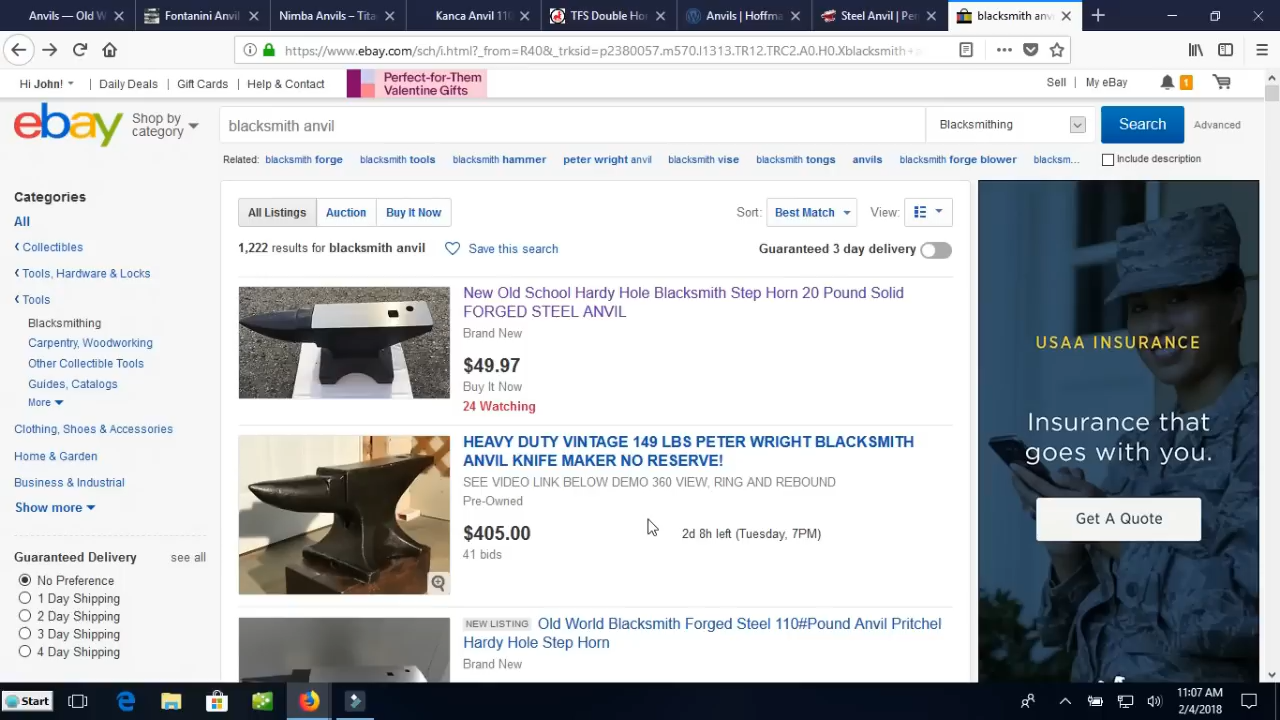 Anvils – Old W
Fontanini Anvil
Nimba Anvils – Tita
Kanca Anvil 110
TFS Double Ho
Anvils | Hoffma
Steel Anvil | Pe
blacksmith anv
https://www.ebay.com/sch/i.html?_from=R40&_trksid=p2380057.m570.l1313.TR12.TRC2.A0.H0.Xblacksmith+
Hi John!
Daily Deals
Gift Cards
Help & Contact
Perfect-for-Them
Valentine Gifts
Sell
My eBay
1
ebay
Shop by
category
blacksmith anvil
Blacksmithing
Search
Advanced
Related: blacksmith forge blacksmith tools blacksmith hammer peter wright anvil blacksmith vise blacksmith tongs anvils blacksmith forge blower blacksm...
Include description
Categories
All
Collectibles
Tools, Hardware & Locks
Tools
Blacksmithing
Carpentry, Woodworking
Other Collectible Tools
Guides, Catalogs
More
Clothing, Shoes & Accessories
Home & Garden
Business & Industrial
Show more
Guaranteed Delivery
see all
No Preference
1 Day Shipping
2 Day Shipping
3 Day Shipping
4 Day Shipping
All Listings
Auction
Buy It Now
Sort: Best Match
View:
1,222 results for blacksmith anvil
Save this search
Guaranteed 3 day delivery
New Old School Hardy Hole Blacksmith Step Horn 20 Pound Solid
FORGED STEEL ANVIL
Brand New
$49.97
Buy It Now
24 Watching
HEAVY DUTY VINTAGE 149 LBS PETER WRIGHT BLACKSMITH
ANVIL KNIFE MAKER NO RESERVE!
SEE VIDEO LINK BELOW DEMO 360 VIEW, RING AND REBOUND
Pre-Owned
$405.00
2d 8h left (Tuesday, 7PM)
41 bids
NEW LISTING Old World Blacksmith Forged Steel 110#Pound Anvil Pritchel
Hardy Hole Step Horn
Brand New
USAA INSURANCE
Insurance that
goes with you.
Get A Quote
Start
11:07 AM
2/4/2018